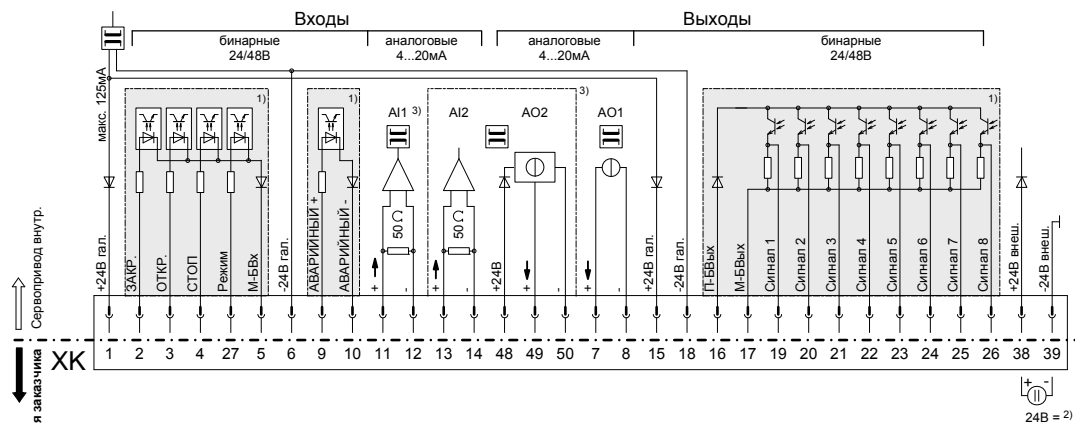 Входы
Выходы
бинарные
24/48В
аналоговые
4...20мА
аналоговые
4...20мА
бинарные
24/48В
макс. 125мА
1)
1)
AI1 3)
AI2
AO2
3)
AO1
1)
50 Ω
50 Ω
+24В гал.
ЗАКР.
ОТКР.
СТОП
Режим
М-БВх
-24В гал.
АВАРИЙНЫЙ +
АВАРИЙНЫЙ -
+
-
+
-
+24В
+
-
+
-
+24В гал.
-24В гал.
П-БВых
М-БВых
Сигнал 1
Сигнал 2
Сигнал 3
Сигнал 4
Сигнал 5
Сигнал 6
Сигнал 7
Сигнал 8
+24В внеш.
-24В внеш.
Сервопривод внутр.
я заказчика
XK
1 2 3 4 27 5 6 9 10 11 12 13 14 48 49 50 7 8 15 18 16 17 19 20 21 22 23 24 25 26 38 39
+ -
24В = 2)